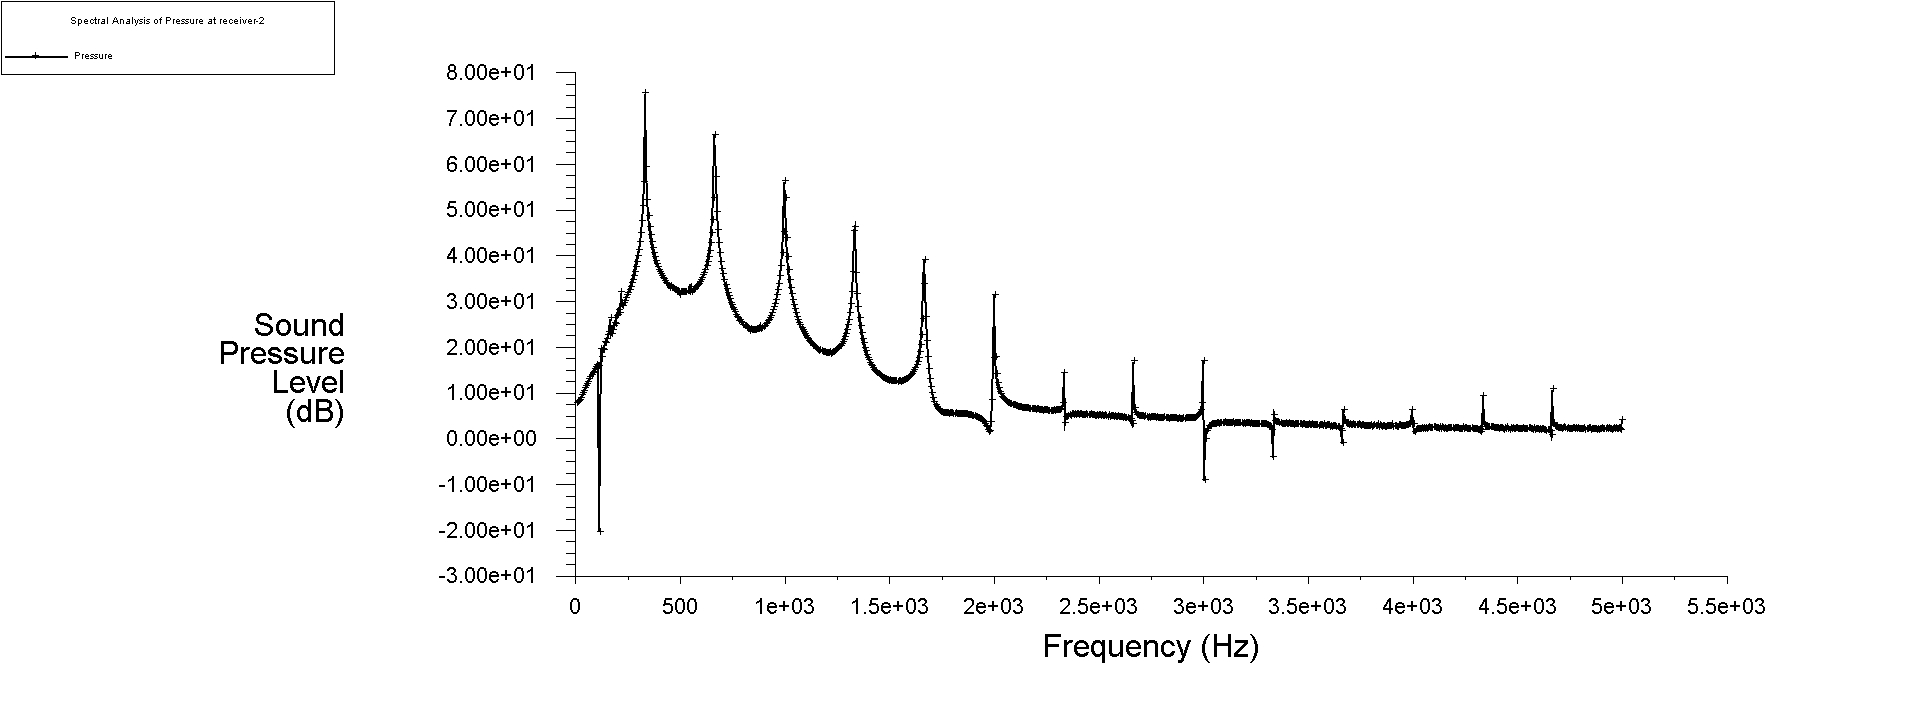 Spectral Analysis of Pressure at receiver-2
Pressure
8.00e+01
7.00e+01
6.00e+01
5.00e+01
4.00e+01
3.00e+01
2.00e+01
1.00e+01
0.00e+00
-1.00e+01
-2.00e+01
-3.00e+01
Sound
Pressure
Level
(dB)
0 500 1e+03 1.5e+03 2e+03 2.5e+03 3e+03 3.5e+03 4e+03 4.5e+03 5e+03 5.5e+03
Frequency (Hz)